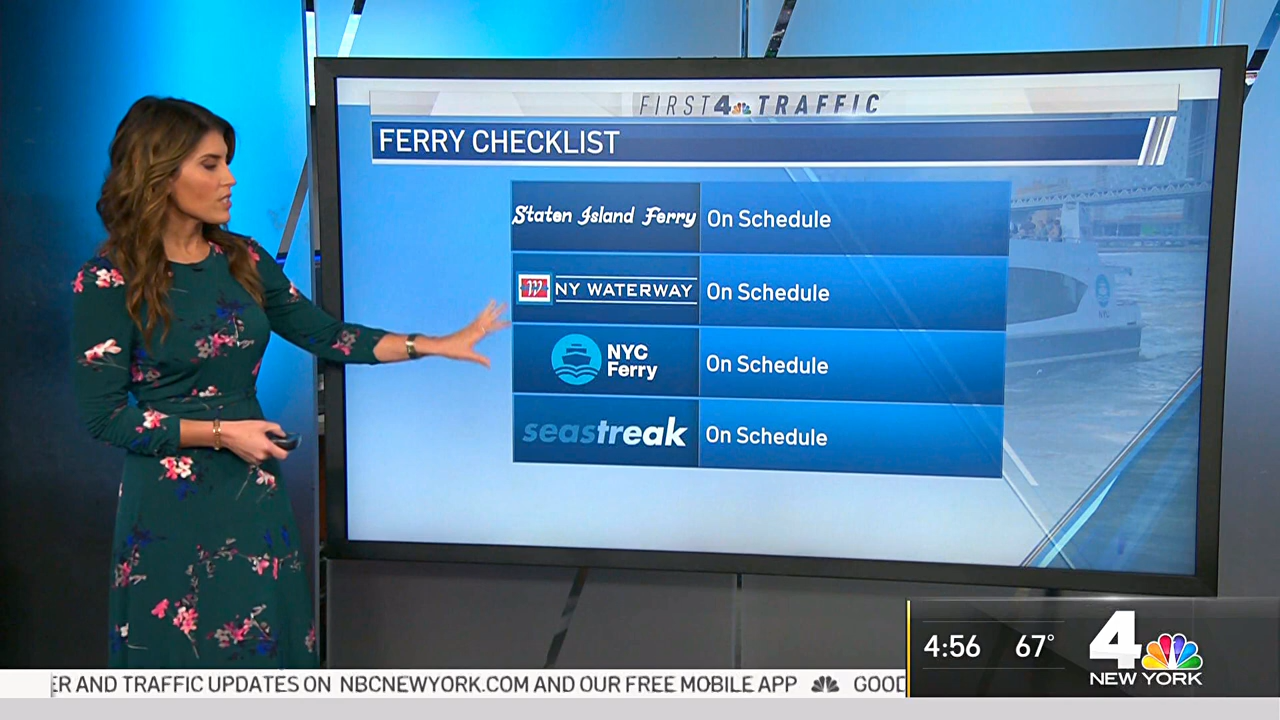 FIRST 4 TRAFFIC
FERRY CHECKLIST
Staten Island Ferry On Schedule
W NY WATERWAY On Schedule
NYC Ferry On Schedule
seastreak On Schedule
4:56 67° 4
NEW YORK
ER AND TRAFFIC UPDATES ON NBCNEWYORK.COM AND OUR FREE MOBILE APP GOOD